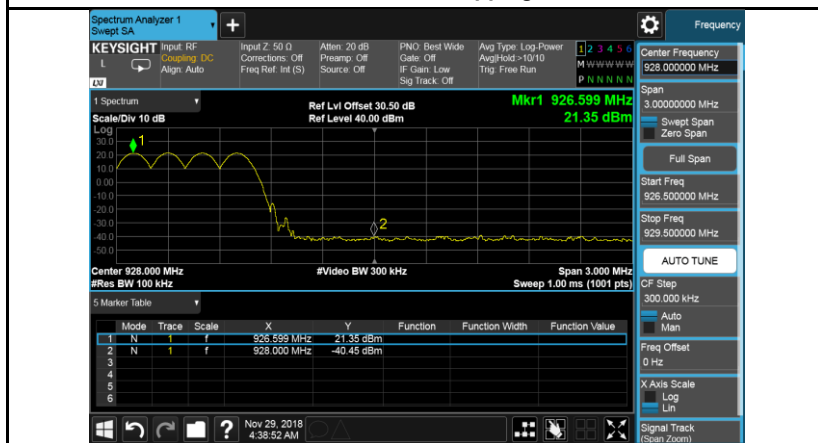 Spectrum Analyzer 1
Swept SA
+
Frequency
KEYSIGHT
L
LXI
Input: RF
Coupling: DC
Align: Auto
Input Z: 50 Ω
Corrections: Off
Freq Ref: Int (S)
Atten: 20 dB
Preamp: Off
Source: Off
PNO: Best Wide
Gate: Off
IF Gain: Low
Sig Track: Off
Avg Type: Log-Power
Avg|Hold:>10/10
Trig: Free Run
1 2 3 4 5 6
M W W W W W
P N N N N N
1 Spectrum
Scale/Div 10 dB
Ref Lvl Offset 30.50 dB
Ref Level 40.00 dBm
Mkr1 926.599 MHz
21.35 dBm
Log
30.0
20.0
10.0
0.00
-10.0
-20.0
-30.0
-40.0
-50.0
1
2
Center 928.000 MHz
#Res BW 100 kHz
#Video BW 300 kHz
Span 3.000 MHz
Sweep 1.00 ms (1001 pts)
5 Marker Table
Mode Trace Scale X Y Function Function Width Function Value
1 N 1 f 926.599 MHz 21.35 dBm
2 N 1 f 928.000 MHz -40.45 dBm
3
4
5
6
Center Frequency
928.000000 MHz
Span
3.00000000 MHz
Swept Span
Zero Span
Full Span
Start Freq
926.500000 MHz
Stop Freq
929.500000 MHz
AUTO TUNE
CF Step
300.000 kHz
Auto
Man
Freq Offset
0 Hz
X Axis Scale
Log
Lin
Signal Track
(Span Zoom)
?
Nov 29, 2018
4:38:52 AM